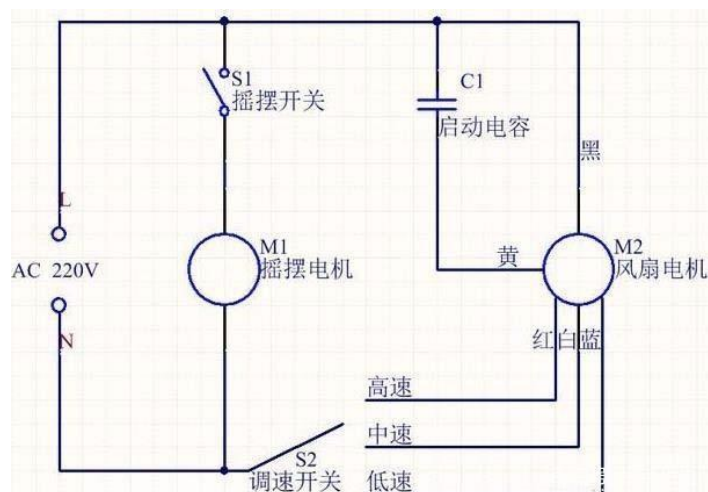 S1
摇摆开关
C1
启动电容
黑
L
AC 220V
N
M1
摇摆电机
黄
M2
风扇电机
红白蓝
高速
中速
S2
调速开关
低速